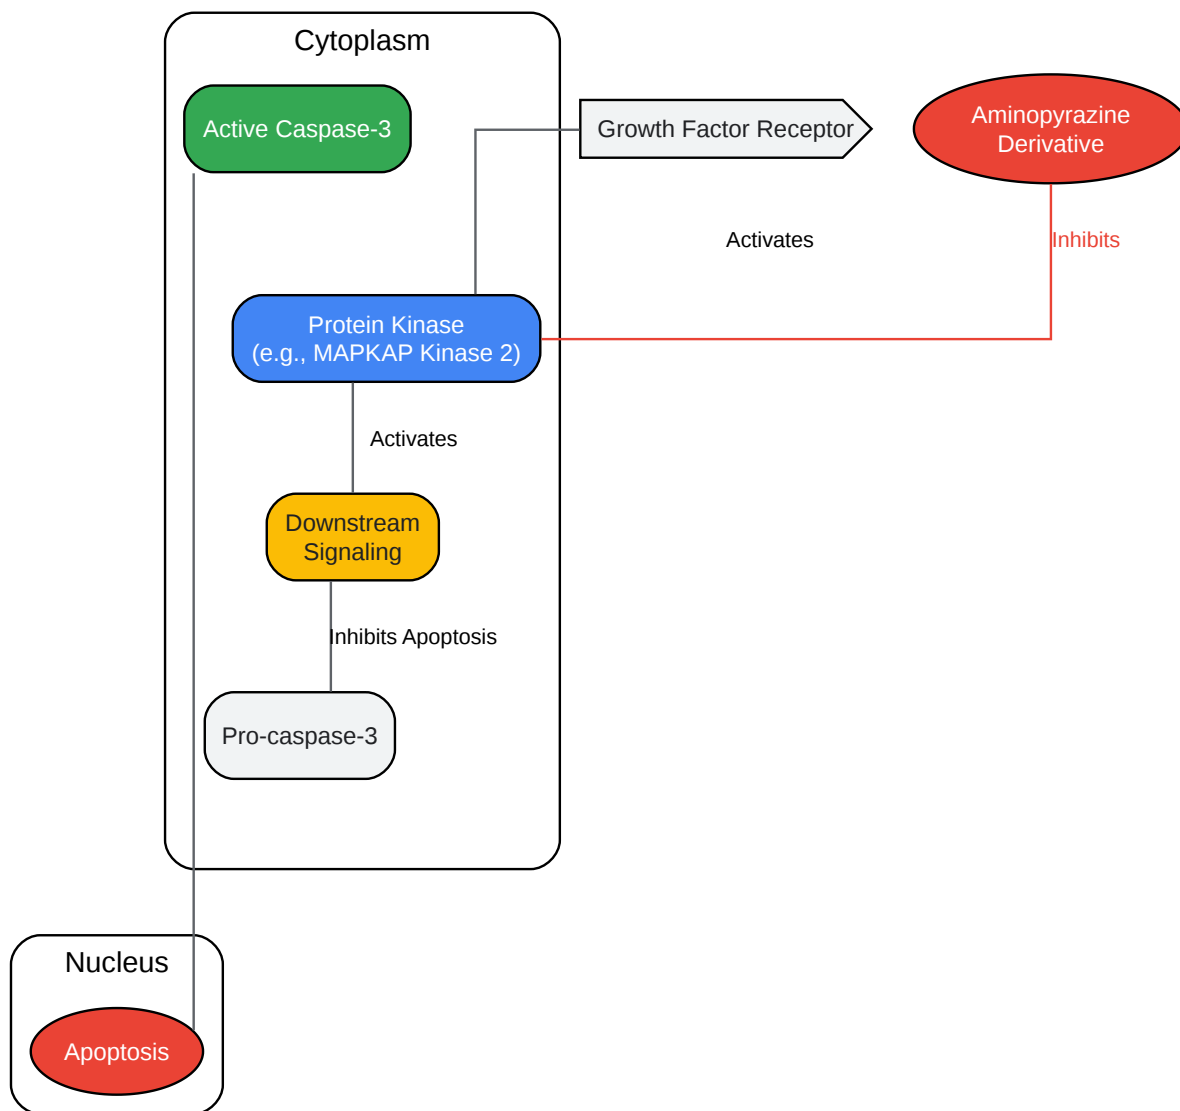 Cytoplasm
Active Caspase-3
Growth Factor Receptor
Aminopyrazine
Derivative
Activates
Inhibits
Protein Kinase
(e.g., MAPKAP Kinase 2)
Activates
Downstream
Signaling
Inhibits Apoptosis
Pro-caspase-3
Nucleus
Apoptosis